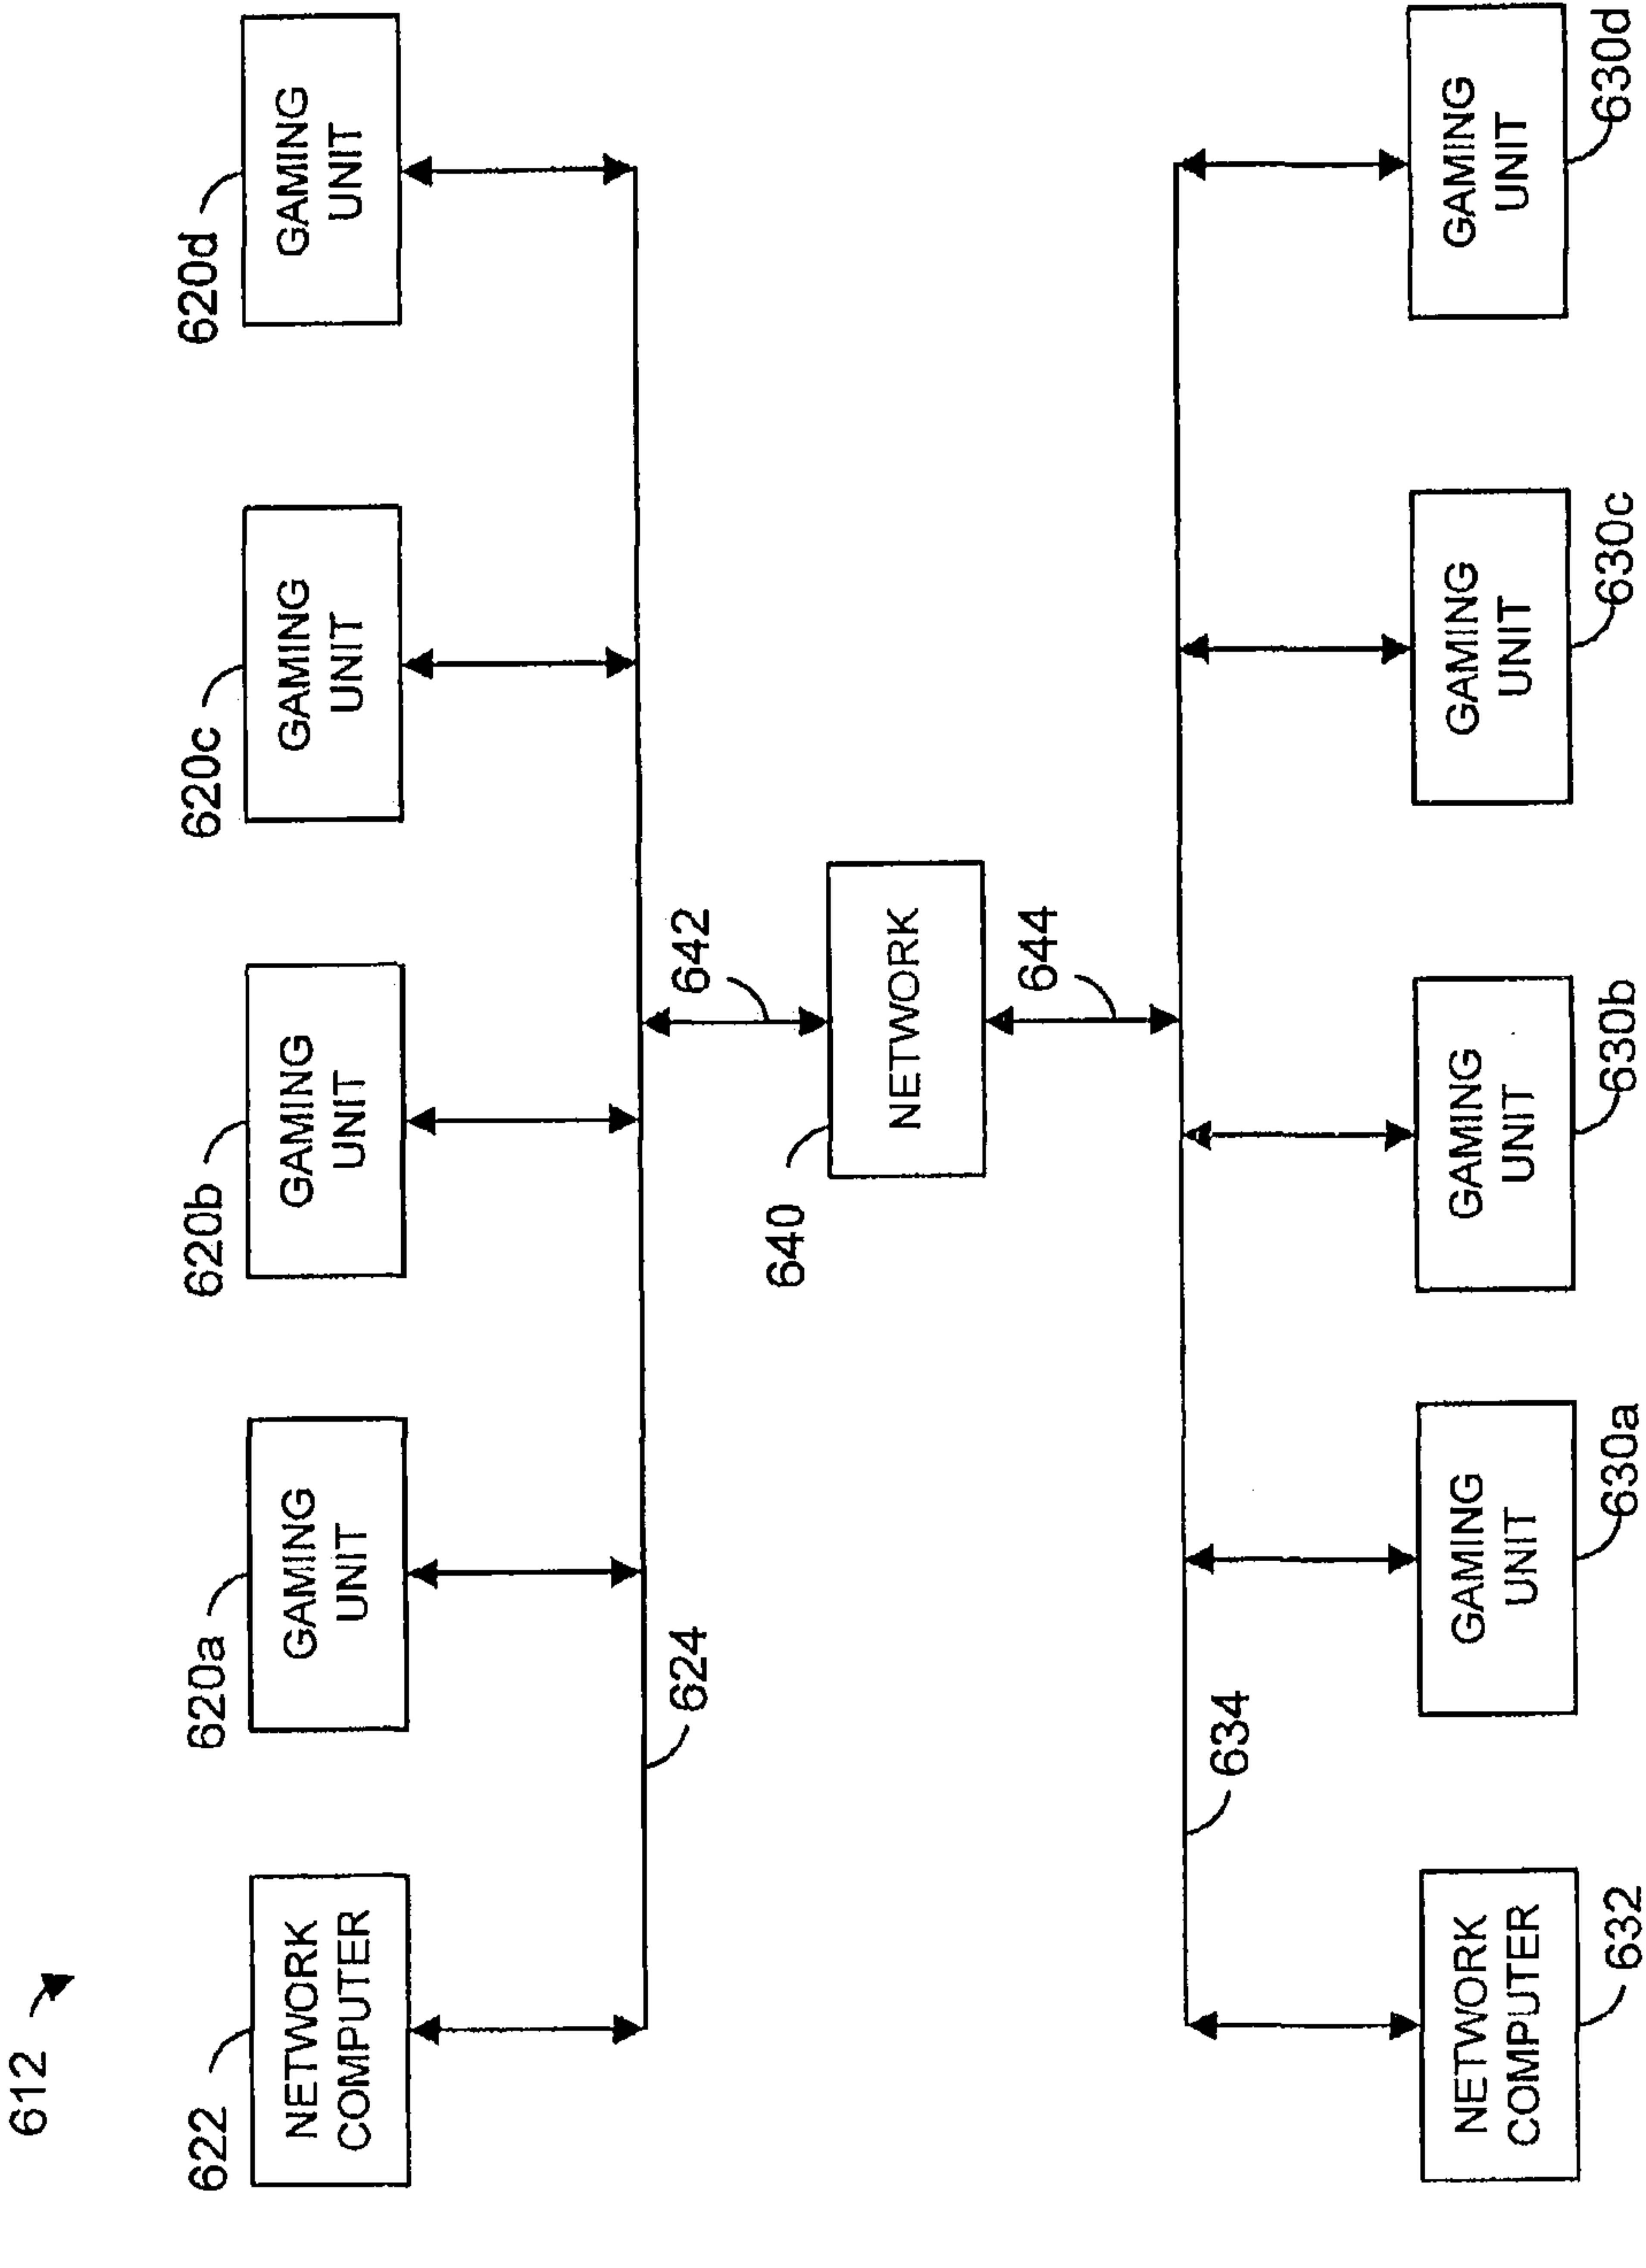 612
622
NETWORK
COMPUTER
620a
GAMING
UNIT
620b
GAMING
UNIT
620c
GAMING
UNIT
620d
GAMING
UNIT
624
642
640
NETWORK
644
634
NETWORK
COMPUTER
632
GAMING
UNIT
630a
GAMING
UNIT
630b
GAMING
UNIT
630c
GAMING
UNIT
630d